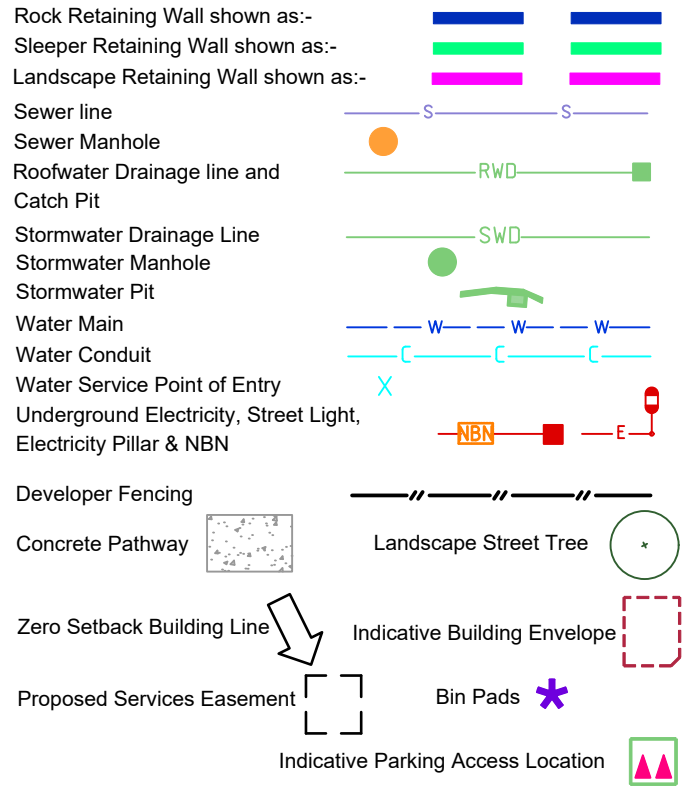 Rock Retaining Wall shown as:-
Sleeper Retaining Wall shown as:-
Landscape Retaining Wall shown as:-
Sewer line S S
Sewer Manhole
Roofwater Drainage line and RWD
Catch Pit
Stormwater Drainage Line SWD
Stormwater Manhole
Stormwater Pit
Water Main W W W
Water Conduit C C C
Water Service Point of Entry X
Underground Electricity, Street Light,
Electricity Pillar & NBN NBN E
Developer Fencing
Concrete Pathway Landscape Street Tree
Zero Setback Building Line Indicative Building Envelope
Proposed Services Easement Bin Pads
Indicative Parking Access Location